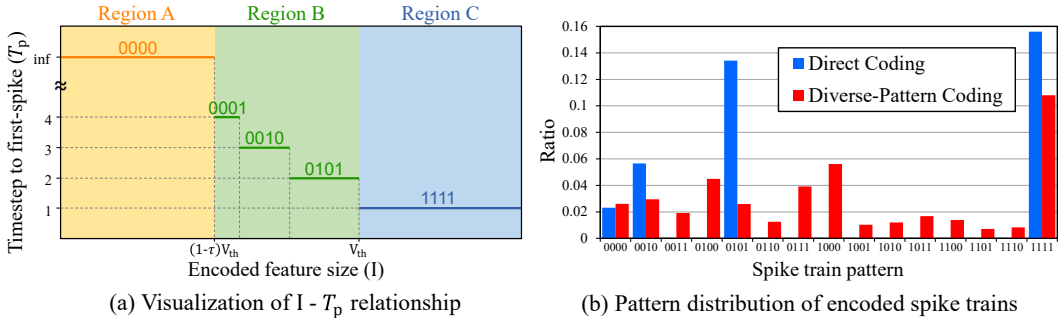 Region A Region B Region C
Timestep to first-spike (Tp)
inf
4
3
2
1
0000
0001
0010
0101
1111
(1-τ)Vth
Vth
Encoded feature size (I)
(a) Visualization of I - Tp relationship
0.16
0.14
0.12
0.1
0.08
0.06
0.04
0.02
0
Ratio
Direct Coding
Diverse-Pattern Coding
0000 0010 0011 0100 0101 0110 0111 1000 1001 1010 1011 1100 1101 1110 1111
Spike train pattern
(b) Pattern distribution of encoded spike trains